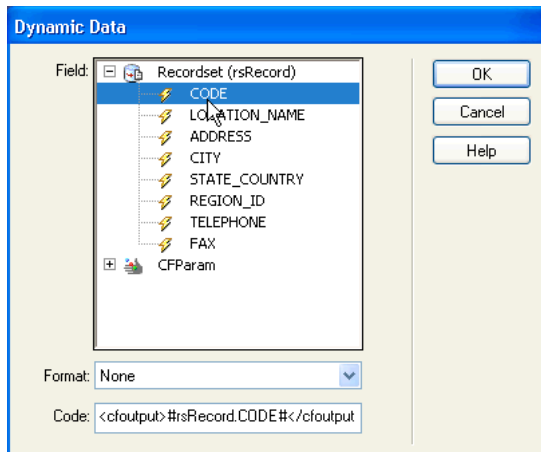 Dynamic Data
Field:
Recordset (rsRecord)
OK
CODE
LOCATION_NAME
Cancel
ADDRESS
CITY
Help
STATE_COUNTRY
REGION_ID
TELEPHONE
FAX
CFParam
Format: None
Code: <cfoutput>#rsRecord.CODE#</cfoutput